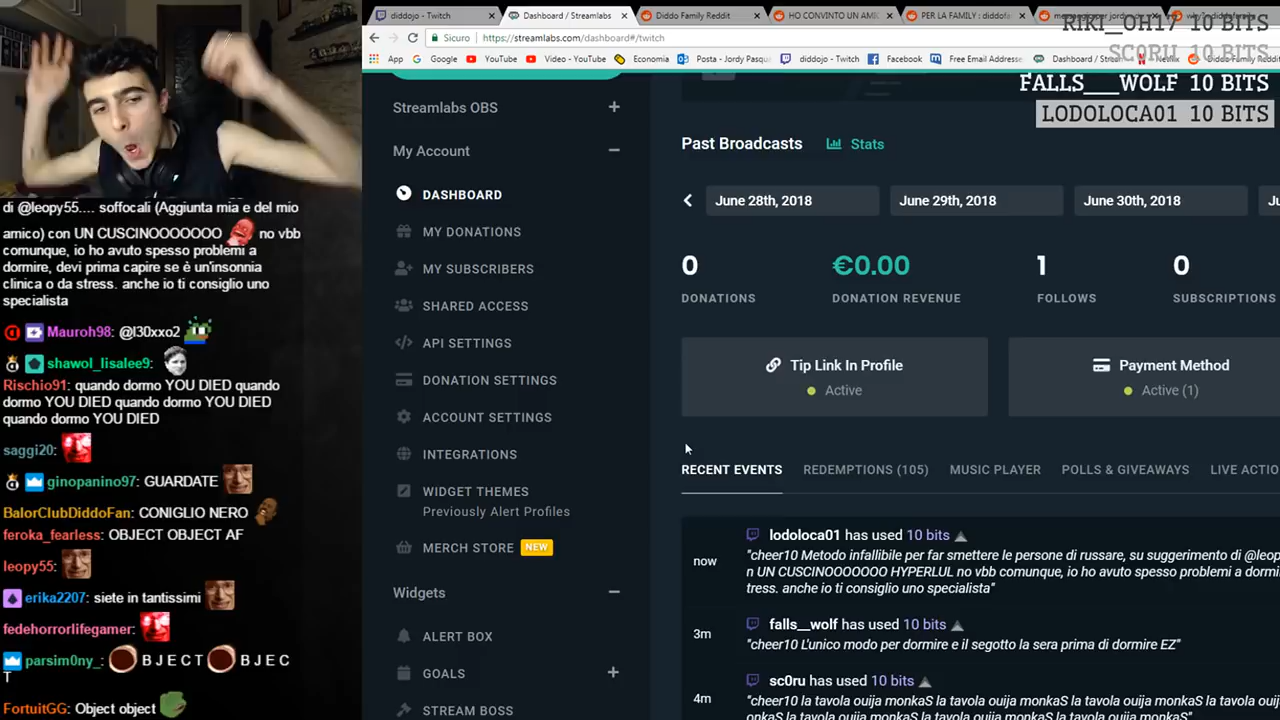 diddojo - Twitch
Dashboard / Streamlabs
Diddo Family Reddit
HO CONVINTO UN AMI
PER LA FAMILY : diddof
Sicuro
https://streamlabs.com/dashboard#/twitch
App
Google
YouTube
Video - YouTube
Economia
Posta - Jordy Pasqu
diddojo - Twitch
Facebook
Free Email Addresse
Dashboard / Stream
Netflix
Diddo Family Reddit
RIKI_OH17 10 BITS
SC0RU 10 BITS
FALLS__WOLF 10 BITS
LODOLOCA01 10 BITS
di @leopy55.... soffocali (Aggiunta mia e del mio
amico) con UN CUSCINOOOOOOO no vbb
comunque, io ho avuto spesso problemi a
dormire, devi prima capire se è un'insonnia
clinica o da stress. anche io ti consiglio uno
specialista
Mauroh98: @l30xxo2
shawol_lisalee9:
Rischio91: quando dormo YOU DIED quando
dormo YOU DIED quando dormo YOU DIED
quando dormo YOU DIED
saggi20:
ginopanino97: GUARDATE
BalorClubDiddoFan: CONIGLIO NERO
feroka_fearless: OBJECT OBJECT AF
leopy55:
erika2207: siete in tantissimi
fedehorrorlifegamer:
parsim0ny_: B J E C T B J E C
T
FortuitGG: Object object
Streamlabs OBS +
My Account −
DASHBOARD
MY DONATIONS
MY SUBSCRIBERS
SHARED ACCESS
API SETTINGS
DONATION SETTINGS
ACCOUNT SETTINGS
INTEGRATIONS
WIDGET THEMES
Previously Alert Profiles
MERCH STORE NEW
Widgets −
ALERT BOX
GOALS +
STREAM BOSS
Past Broadcasts Stats
June 28th, 2018 June 29th, 2018 June 30th, 2018 Ju
0 €0.00 1 0
DONATIONS DONATION REVENUE FOLLOWS SUBSCRIPTIONS
Tip Link In Profile
Active
Payment Method
Active (1)
RECENT EVENTS REDEMPTIONS (105) MUSIC PLAYER POLLS & GIVEAWAYS LIVE ACTIO
lodoloca01 has used 10 bits
now
"cheer10 Metodo infallibile per far smettere le persone di russare, su suggerimento di @leop
n UN CUSCINOOOOOOO HYPERLUL no vbb comunque, io ho avuto spesso problemi a dormi
tress. anche io ti consiglio uno specialista"
falls__wolf has used 10 bits
3m
"cheer10 L'unico modo per dormire e il segotto la sera prima di dormire EZ"
sc0ru has used 10 bits
4m
"cheer10 la tavola ouija monkaS la tavola ouija monkaS la tavola ouija monkaS la tavola ouij